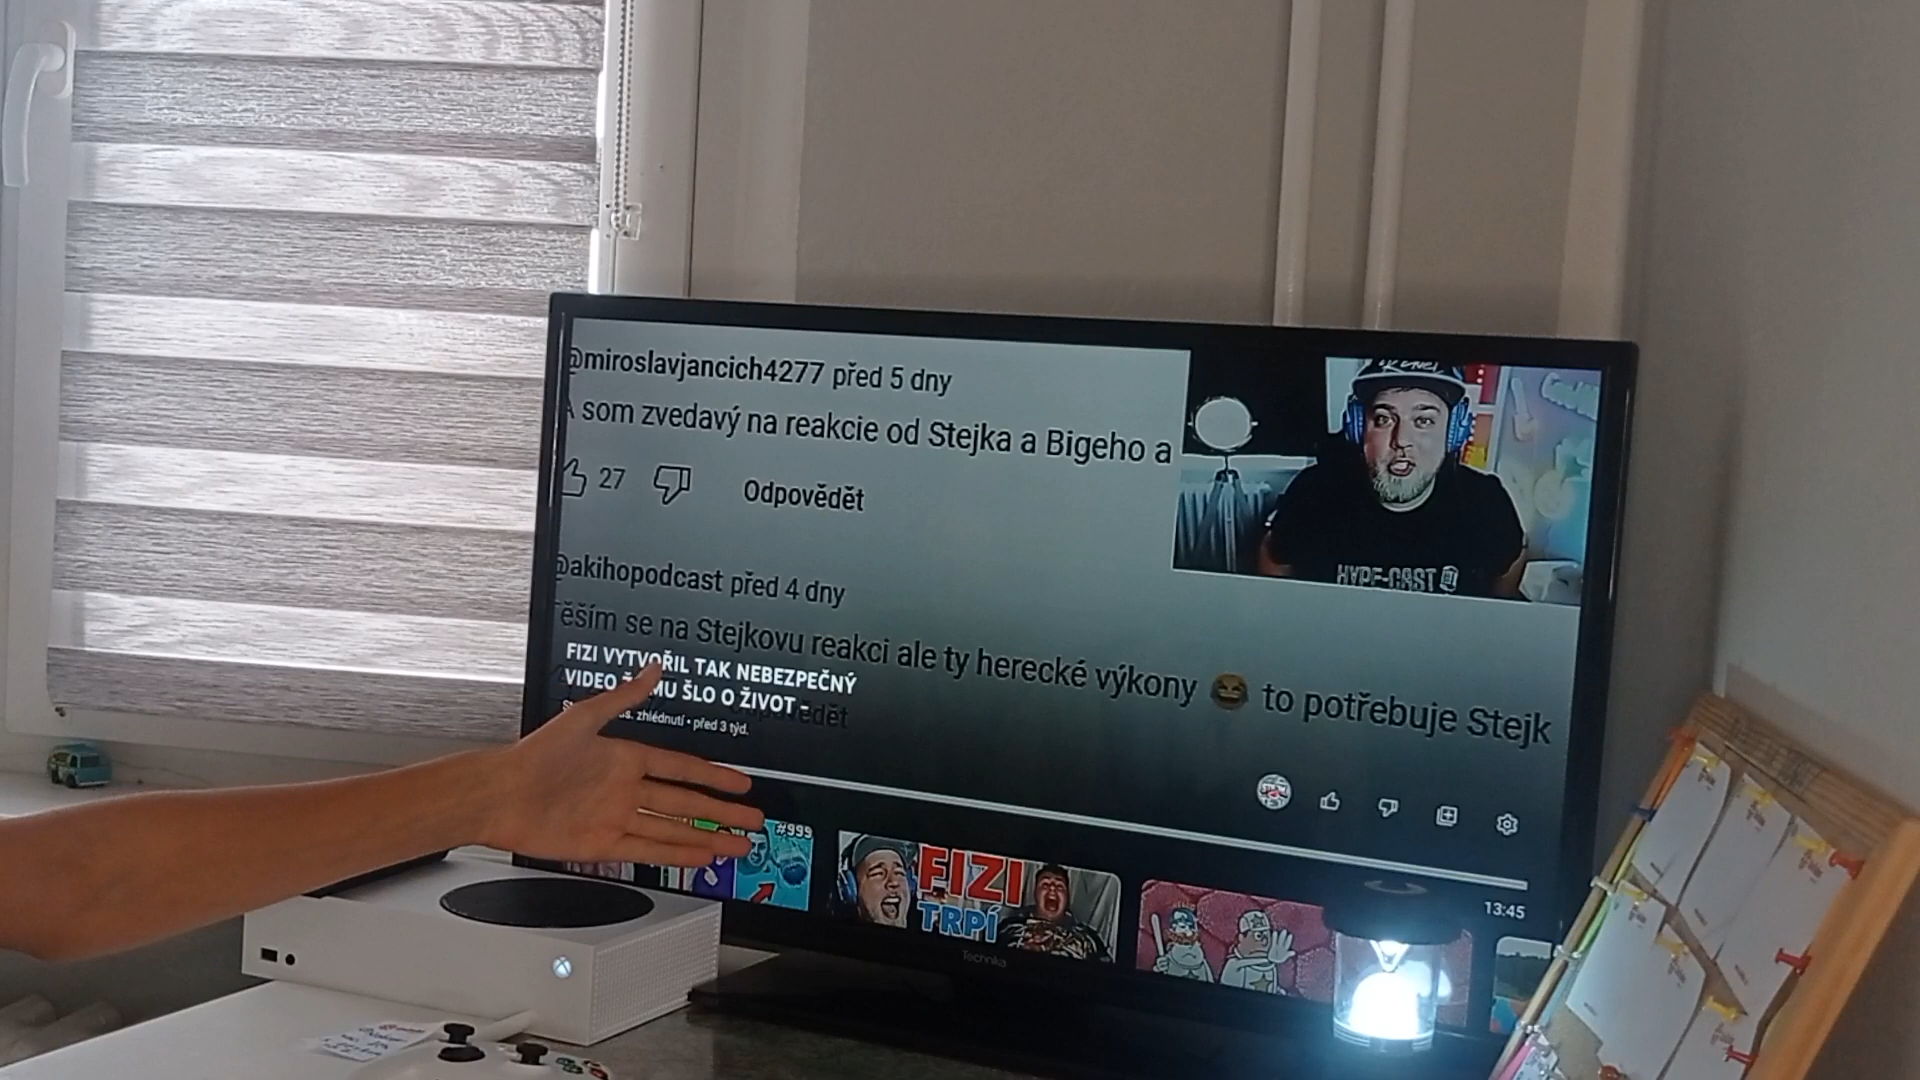 @miroslavjancich4277 před 5 dny
A som zvedavý na reakcie od Stejka a Bigeho a
27 Odpovědět
@akihopodcast před 4 dny
ěším se na Stejkovu reakci ale ty herecké výkony 😆 to potřebuje Stejk
FIZI VYTVOŘIL TAK NEBEZPEČNÝ
VIDEO MU ŠLO O ŽIVOT -
zhlédnutí • před 3 týd.
HYPE-CAST
#999
FIZI
TRPÍ
13:45
Technika